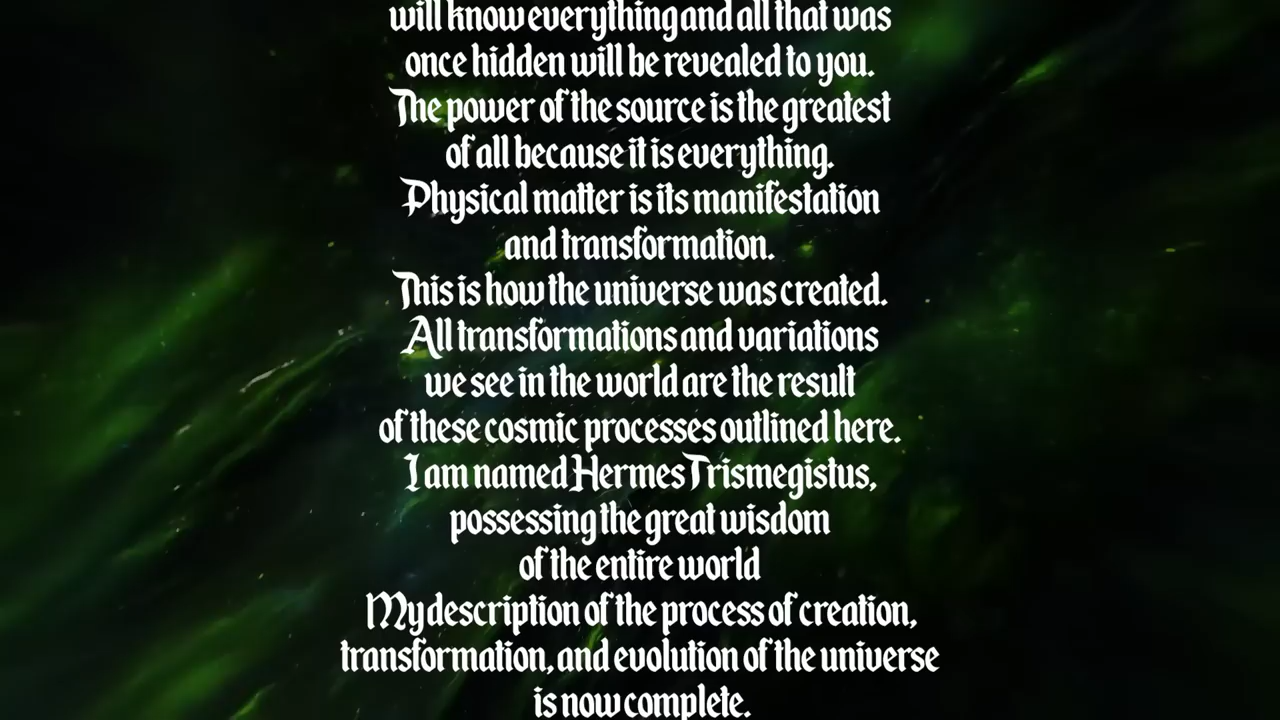 will know everything and all that was
once hidden will be revealed to you.
The power of the source is the greatest
of all because it is everything.
Physical matter is its manifestation
and transformation.
This is how the universe was created.
All transformations and variations
we see in the world are the result
of these cosmic processes outlined here.
I am named Hermes Trismegistus,
possessing the great wisdom
of the entire world
My description of the process of creation,
transformation, and evolution of the universe
is now complete.